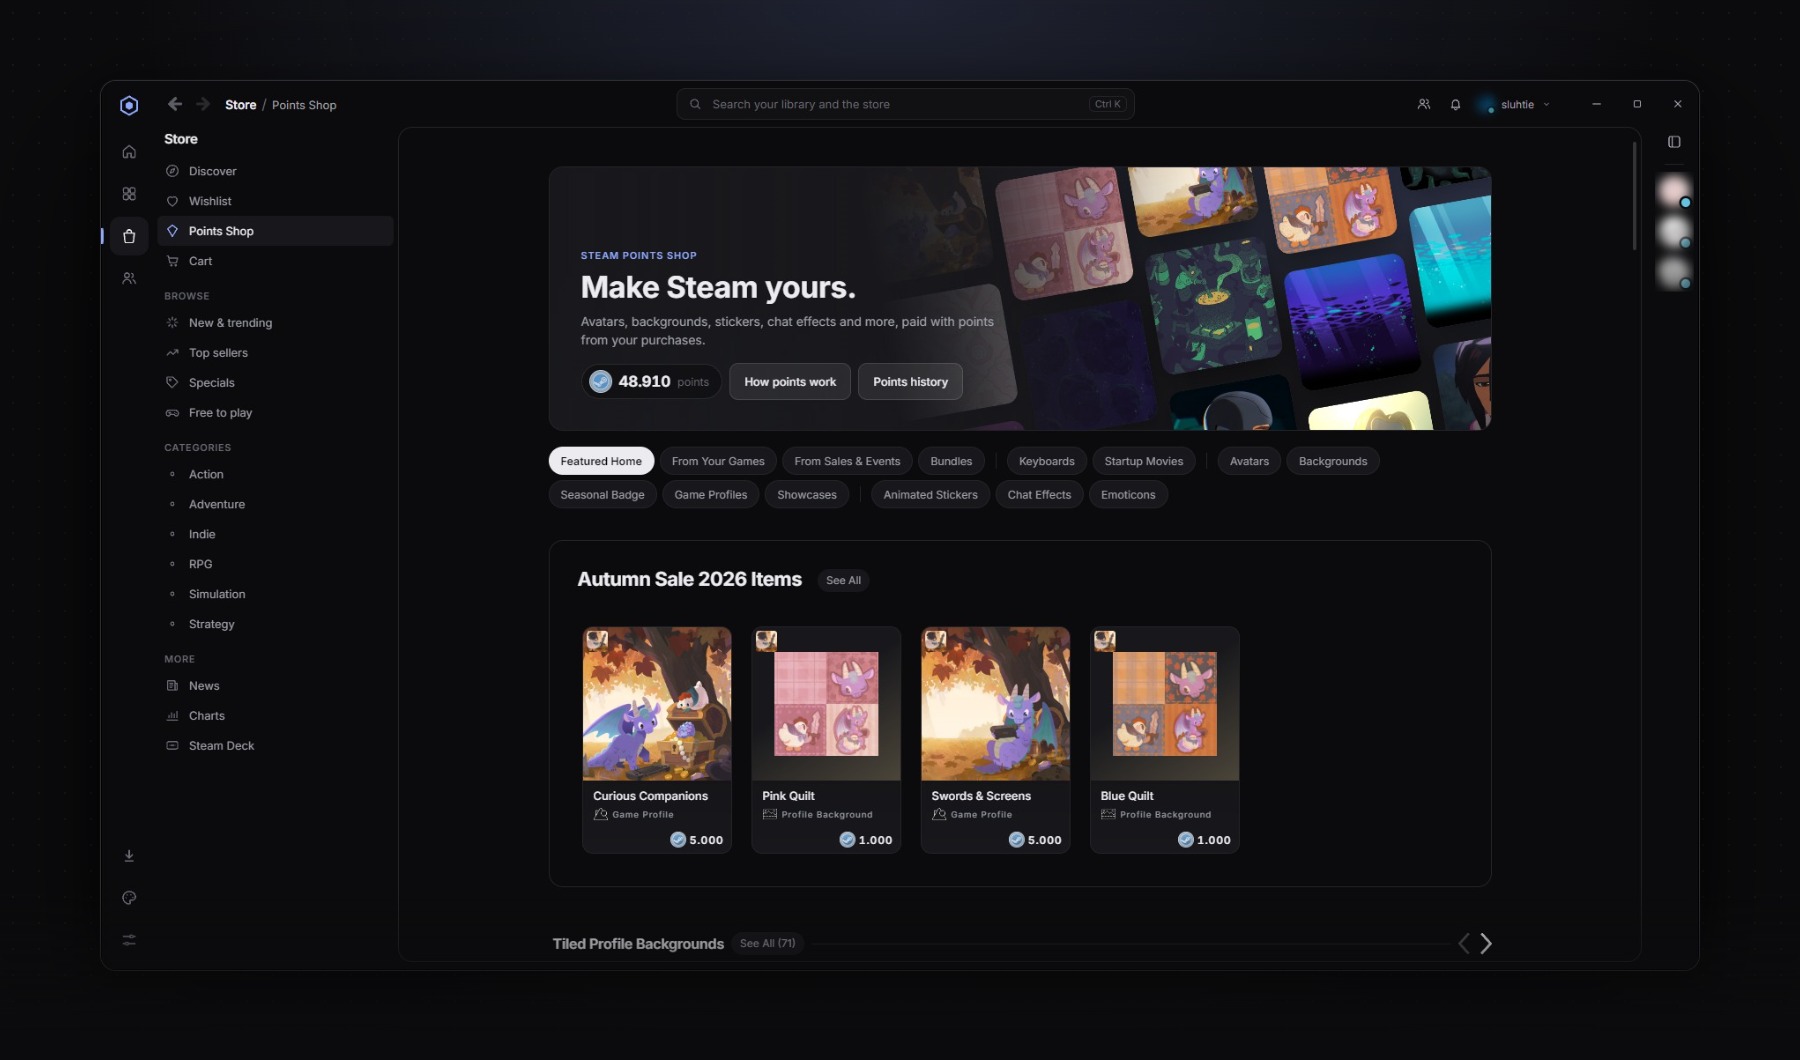 Store / Points Shop
Search your library and the store
Ctrl K
sluhtie
Store
Discover
Wishlist
Points Shop
Cart
BROWSE
New & trending
Top sellers
Specials
Free to play
CATEGORIES
Action
Adventure
Indie
RPG
Simulation
Strategy
MORE
News
Charts
Steam Deck
STEAM POINTS SHOP
Make Steam yours.
Avatars, backgrounds, stickers, chat effects and more, paid with points
from your purchases.
48.910 points
How points work
Points history
Featured Home
From Your Games
From Sales & Events
Bundles
Keyboards
Startup Movies
Avatars
Backgrounds
Seasonal Badge
Game Profiles
Showcases
Animated Stickers
Chat Effects
Emoticons
Autumn Sale 2026 Items
See All
Curious Companions
Game Profile
5.000
Pink Quilt
Profile Background
1.000
Swords & Screens
Game Profile
5.000
Blue Quilt
Profile Background
1.000
Tiled Profile Backgrounds
See All (71)